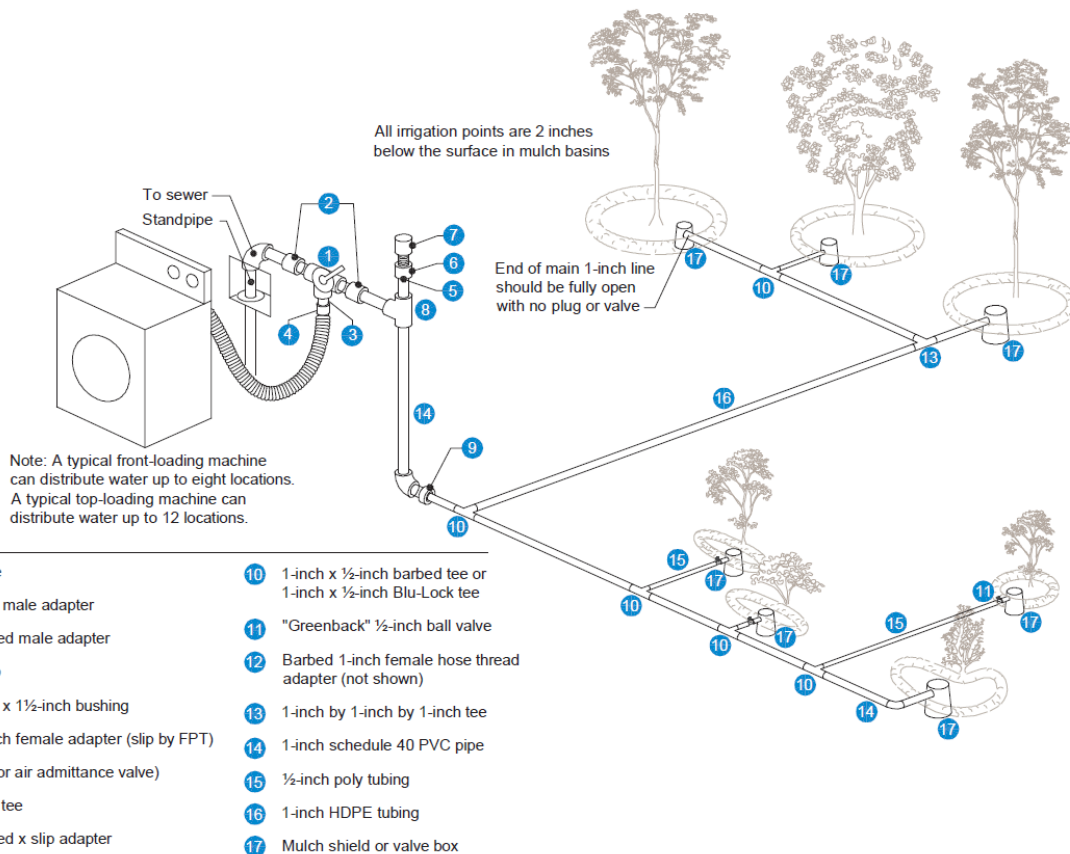 All irrigation points are 2 inches
below the surface in mulch basins
To sewer
Standpipe
2
1
7
6
5
8
4
3
14
9
End of main 1-inch line
should be fully open
with no plug or valve
17
10
17
13
17
16
Note: A typical front-loading machine
can distribute water up to eight locations.
A typical top-loading machine can
distribute water up to 12 locations.
10
15
17
10
17
10
15
11
17
10
14
17
male adapter
ed male adapter
x 1½-inch bushing
ch female adapter (slip by FPT)
or air admittance valve)
tee
ed x slip adapter
10 1-inch x ½-inch barbed tee or
1-inch x ½-inch Blu-Lock tee
11 "Greenback" ½-inch ball valve
12 Barbed 1-inch female hose thread
adapter (not shown)
13 1-inch by 1-inch by 1-inch tee
14 1-inch schedule 40 PVC pipe
15 ½-inch poly tubing
16 1-inch HDPE tubing
17 Mulch shield or valve box